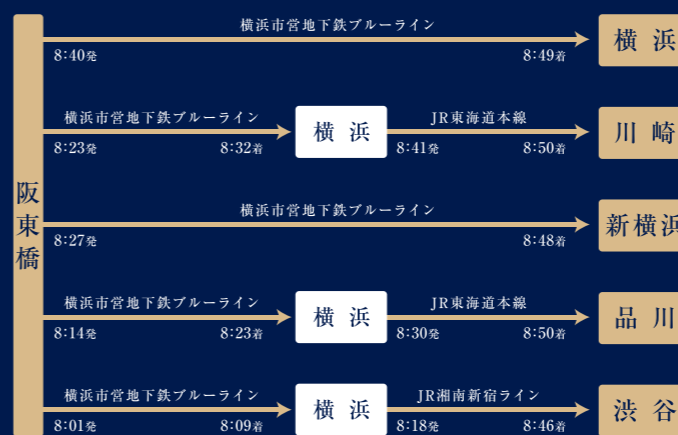 阪東橋
横浜市営地下鉄ブルーライン
8:40発 8:49着
横浜
横浜市営地下鉄ブルーライン
8:23発 8:32着
横浜
JR東海道本線
8:41発 8:50着
川崎
横浜市営地下鉄ブルーライン
8:27発 8:48着
新横浜
横浜市営地下鉄ブルーライン
8:14発 8:23着
横浜
JR東海道本線
8:30発 8:50着
品川
横浜市営地下鉄ブルーライン
8:01発 8:09着
横浜
JR湘南新宿ライン
8:18発 8:46着
渋谷